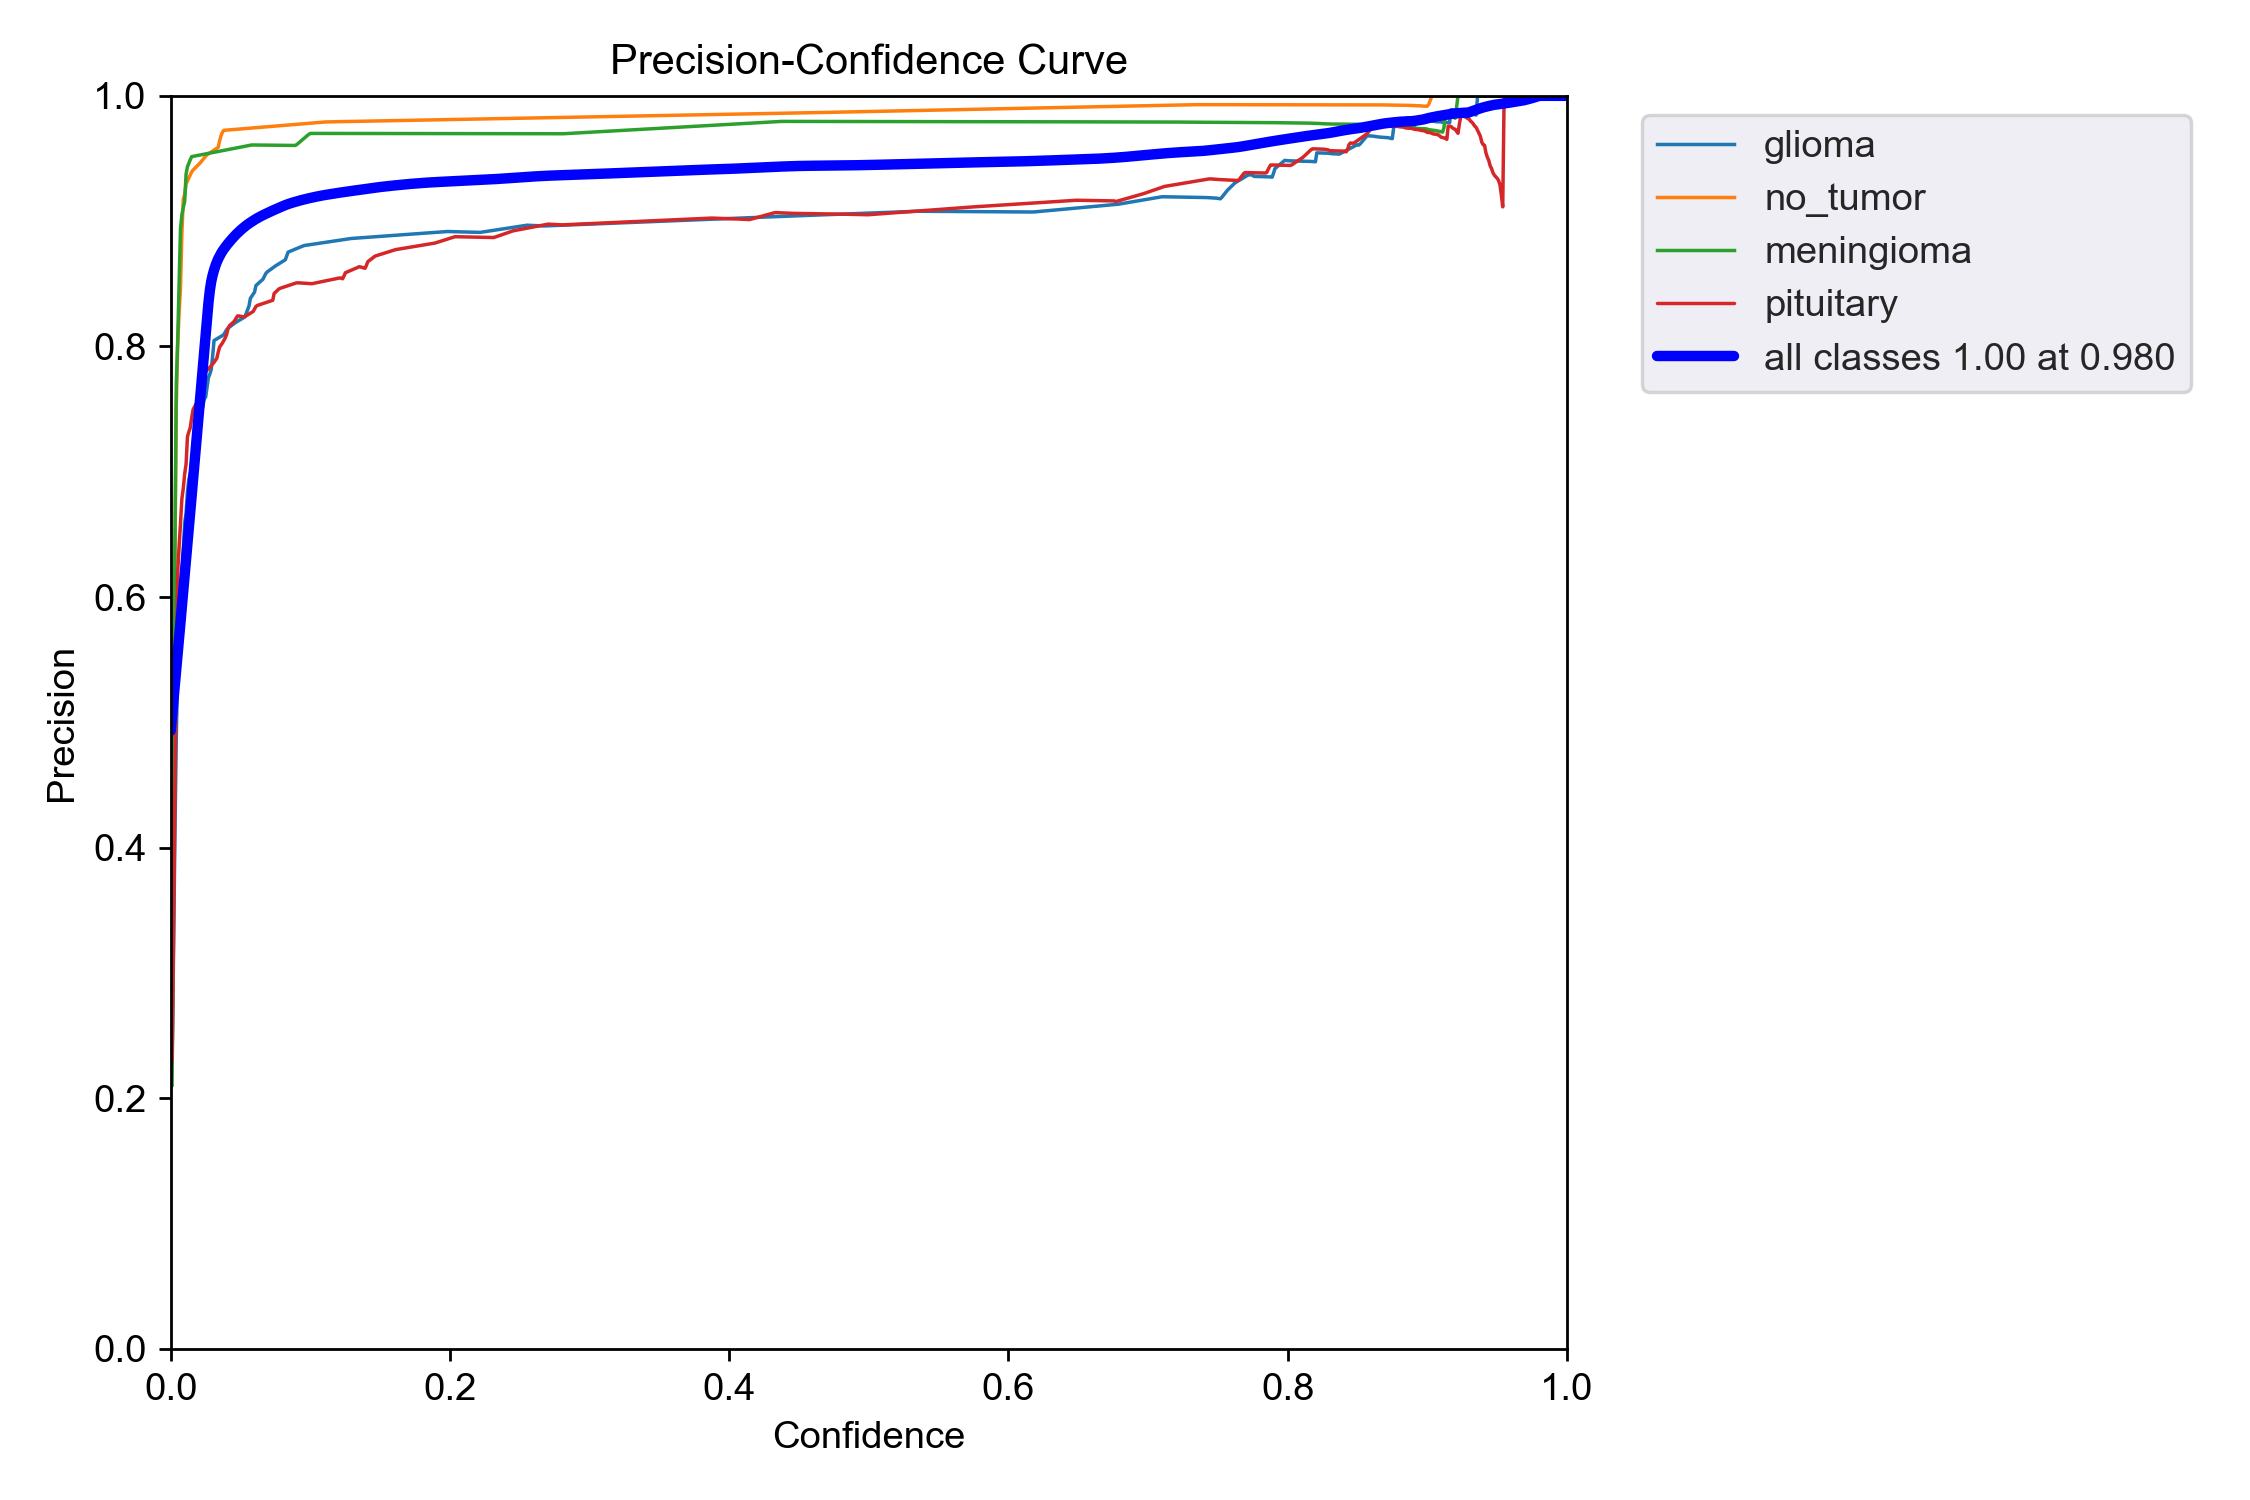 Precision-Confidence Curve
Precision
1.0
0.8
0.6
0.4
0.2
0.0
0.0 0.2 0.4 0.6 0.8 1.0
Confidence
glioma
no_tumor
meningioma
pituitary
all classes 1.00 at 0.980